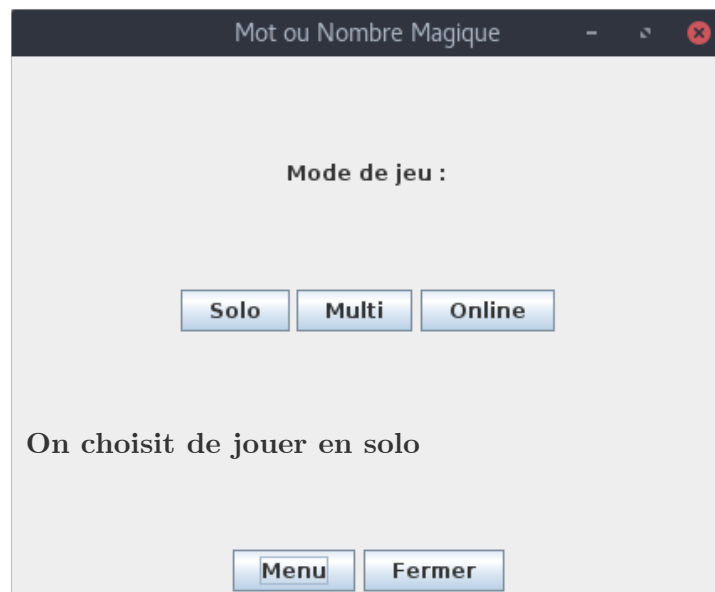 Mot ou Nombre Magique
Mode de jeu :
Solo Multi Online
On choisit de jouer en solo
Menu Fermer